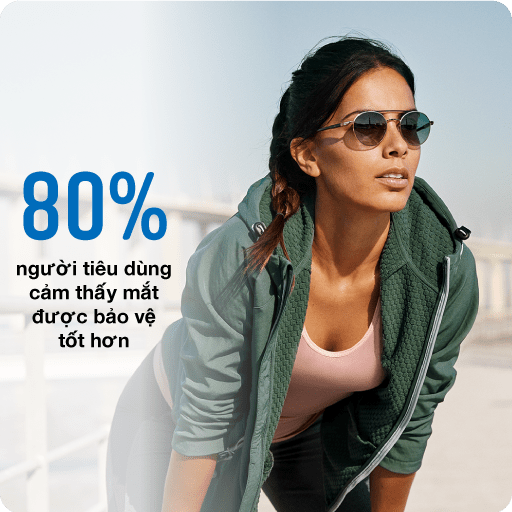 80%
người tiêu dùng
cảm thấy mắt
được bảo vệ
tốt hơn